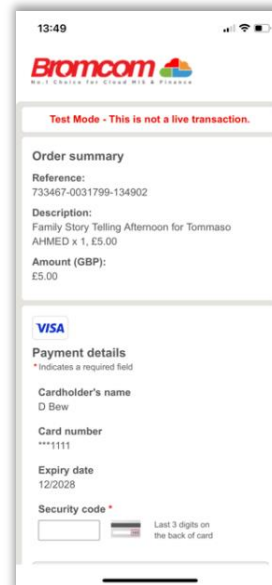 13:49
Bromcom
No.1 Choice for Cloud MIS & Finance
Test Mode - This is not a live transaction.
Order summary
Reference:
733467-0031799-134902
Description:
Family Story Telling Afternoon for Tommaso
AHMED x 1, £5.00
Amount (GBP):
£5.00
VISA
Payment details
*Indicates a required field
Cardholder's name
D Bew
Card number
***1111
Expiry date
12/2028
Security code *
Last 3 digits on
the back of card